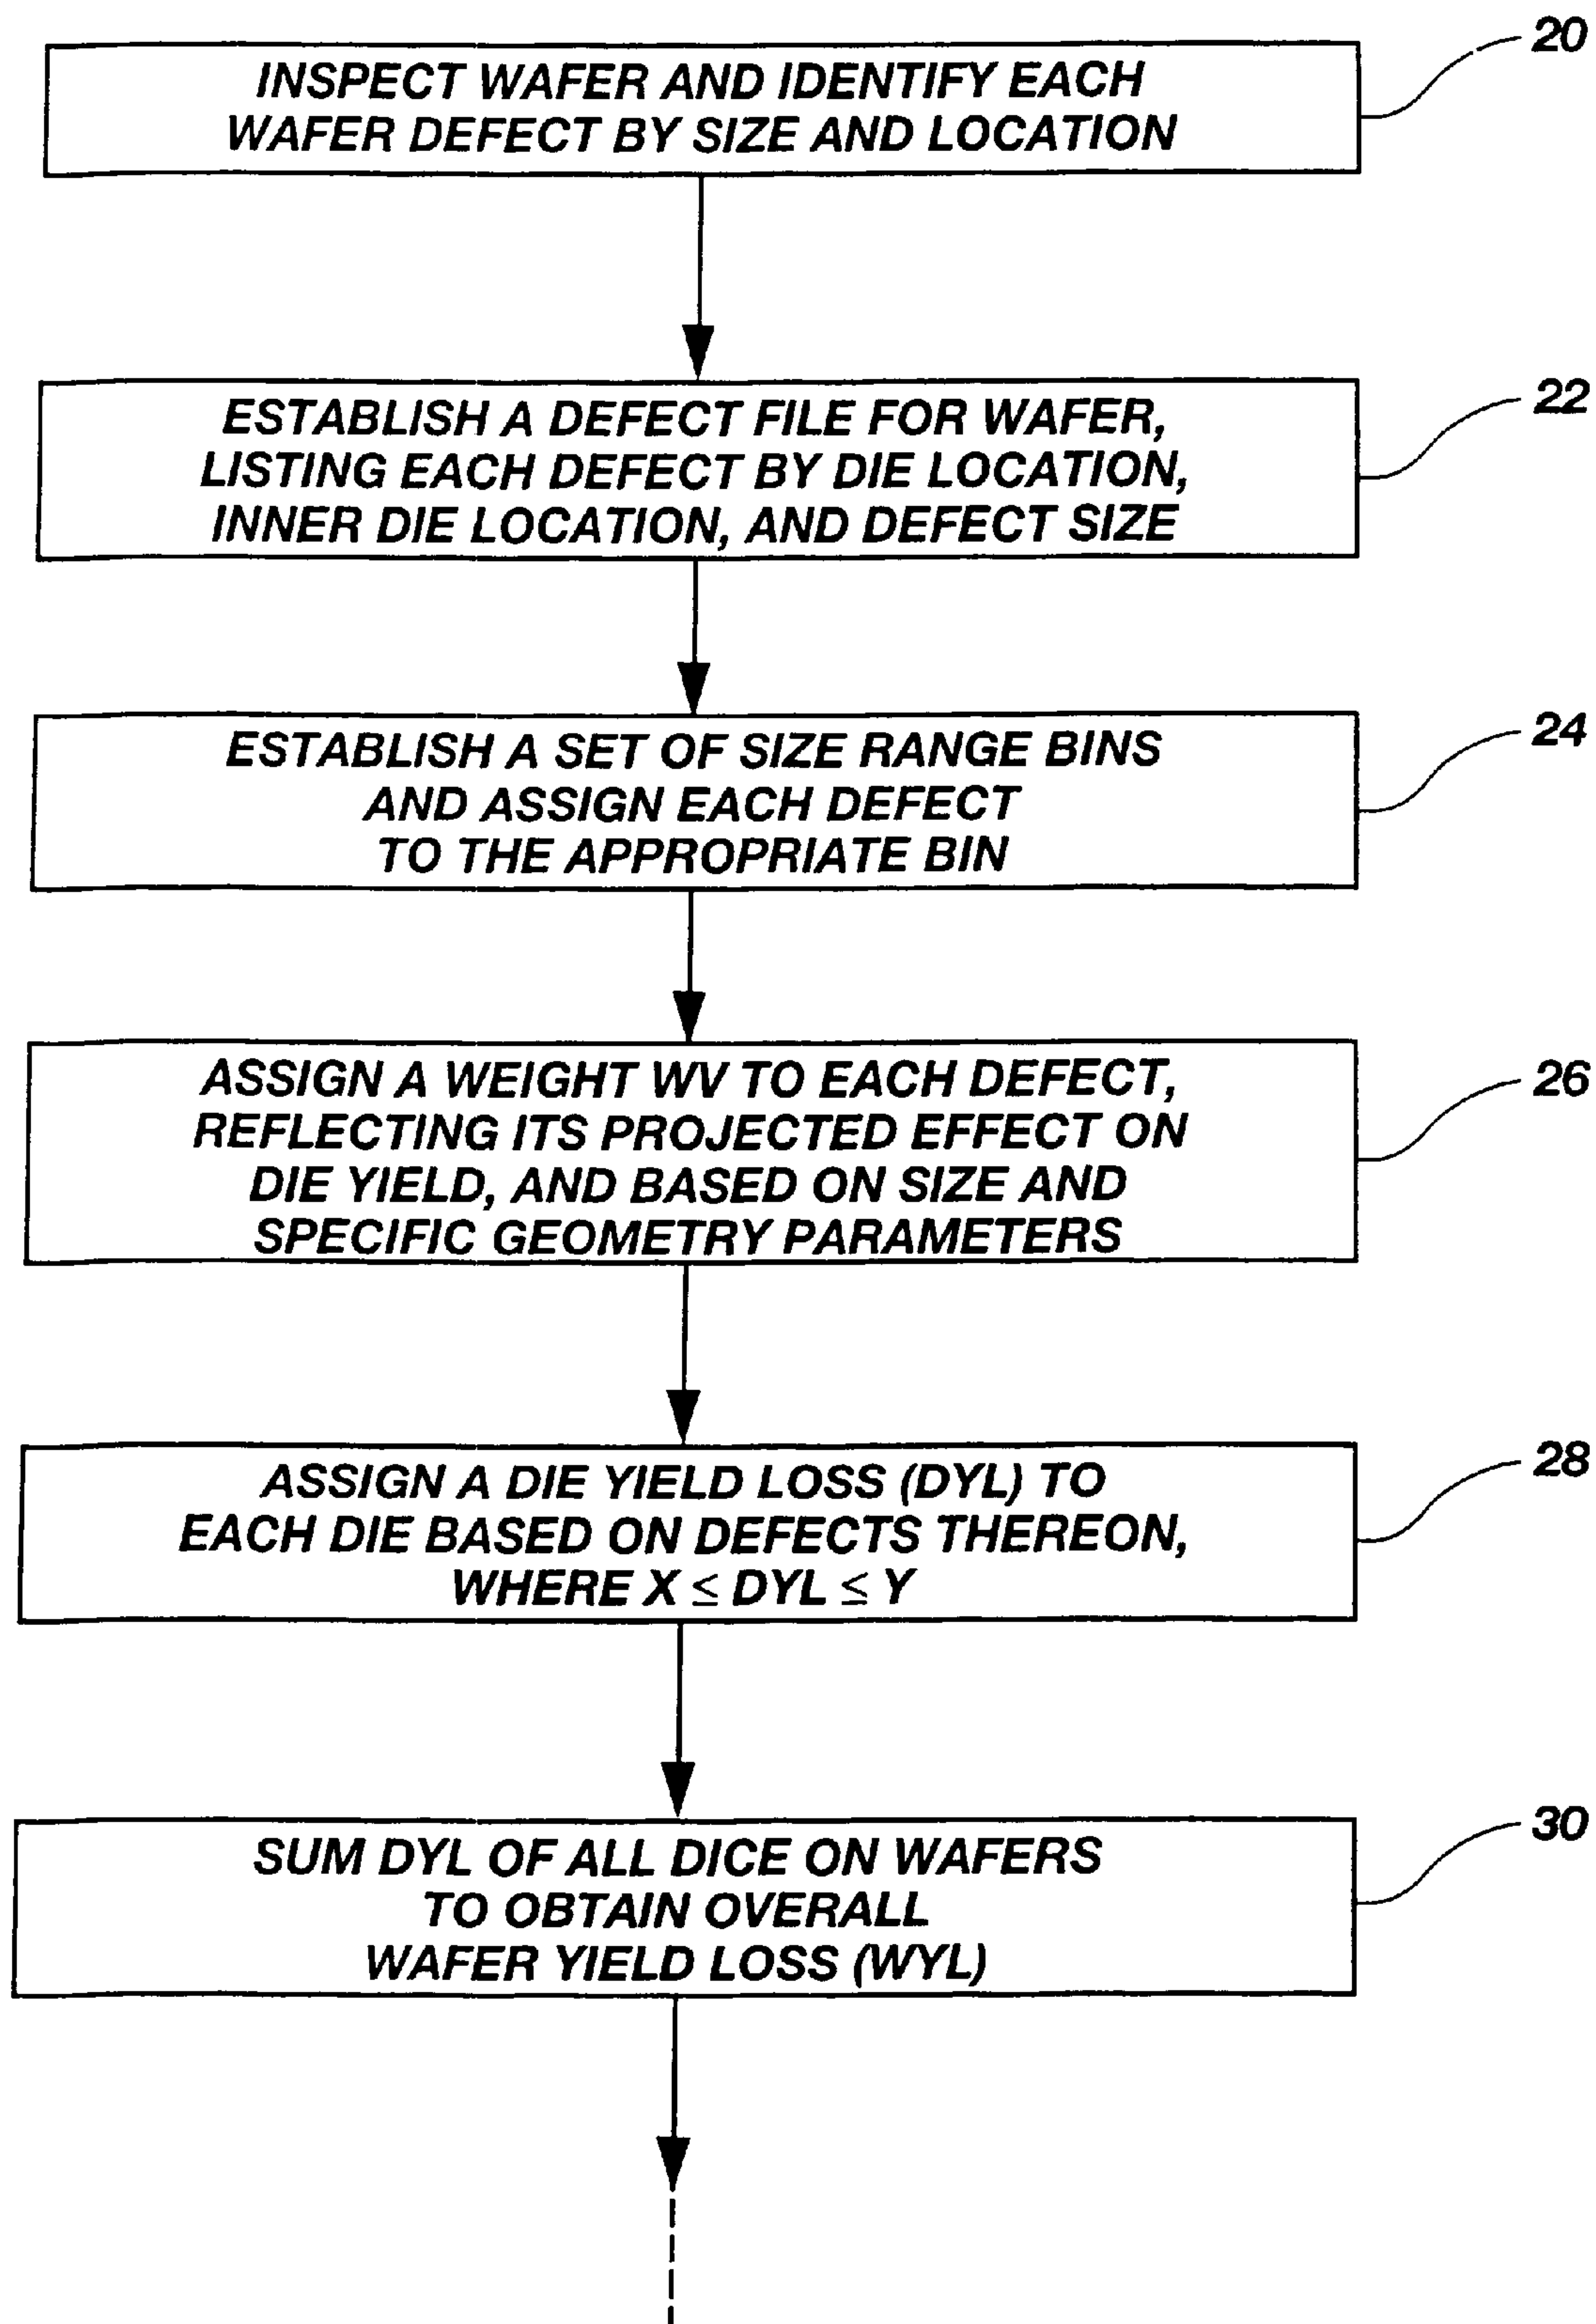 INSPECT WAFER AND IDENTIFY EACH
WAFER DEFECT BY SIZE AND LOCATION
20
ESTABLISH A DEFECT FILE FOR WAFER,
LISTING EACH DEFECT BY DIE LOCATION,
INNER DIE LOCATION, AND DEFECT SIZE
22
ESTABLISH A SET OF SIZE RANGE BINS
AND ASSIGN EACH DEFECT
TO THE APPROPRIATE BIN
24
ASSIGN A WEIGHT WV TO EACH DEFECT,
REFLECTING ITS PROJECTED EFFECT ON
DIE YIELD, AND BASED ON SIZE AND
SPECIFIC GEOMETRY PARAMETERS
26
ASSIGN A DIE YIELD LOSS (DYL) TO
EACH DIE BASED ON DEFECTS THEREON,
WHERE X ≤ DYL ≤ Y
28
SUM DYL OF ALL DICE ON WAFERS
TO OBTAIN OVERALL
WAFER YIELD LOSS (WYL)
30